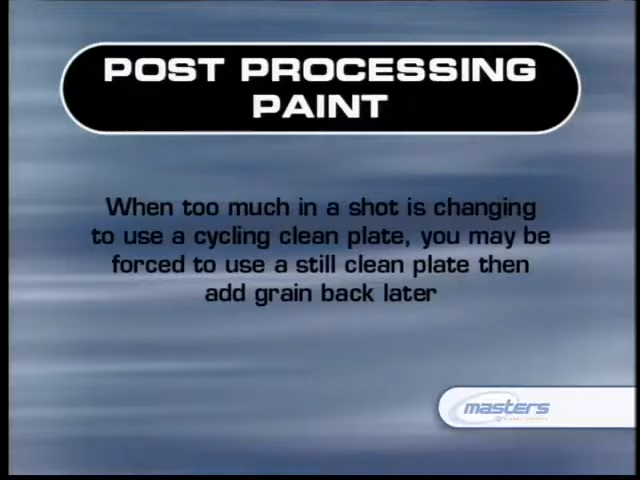 POST PROCESSING
PAINT
When too much in a shot is changing
to use a cycling clean plate, you may be
forced to use a still clean plate then
add grain back later
masters